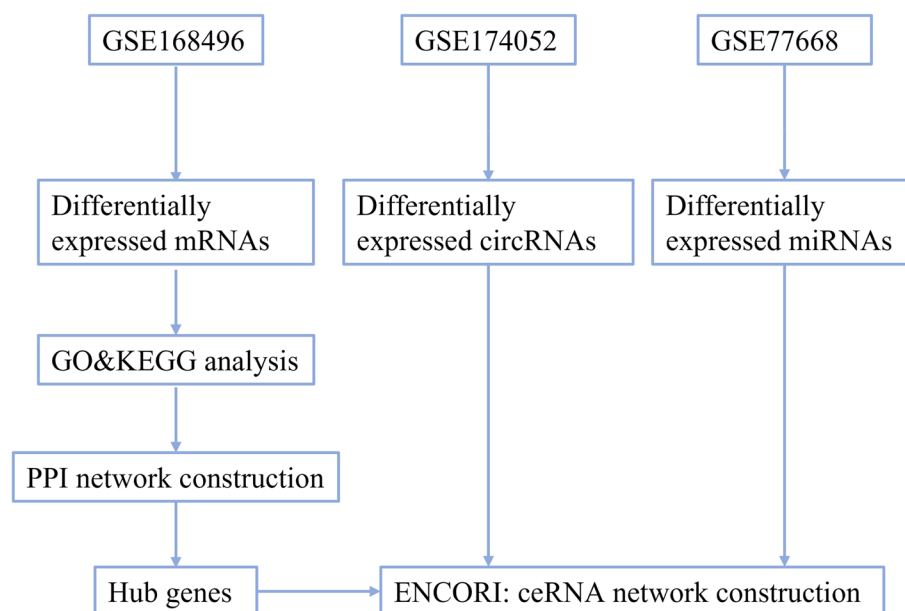 GSE168496
GSE174052
GSE77668
Differentially
expressed mRNAs
Differentially
expressed circRNAs
Differentially
expressed miRNAs
GO&KEGG analysis
PPI network construction
Hub genes
ENCORI: ceRNA network construction